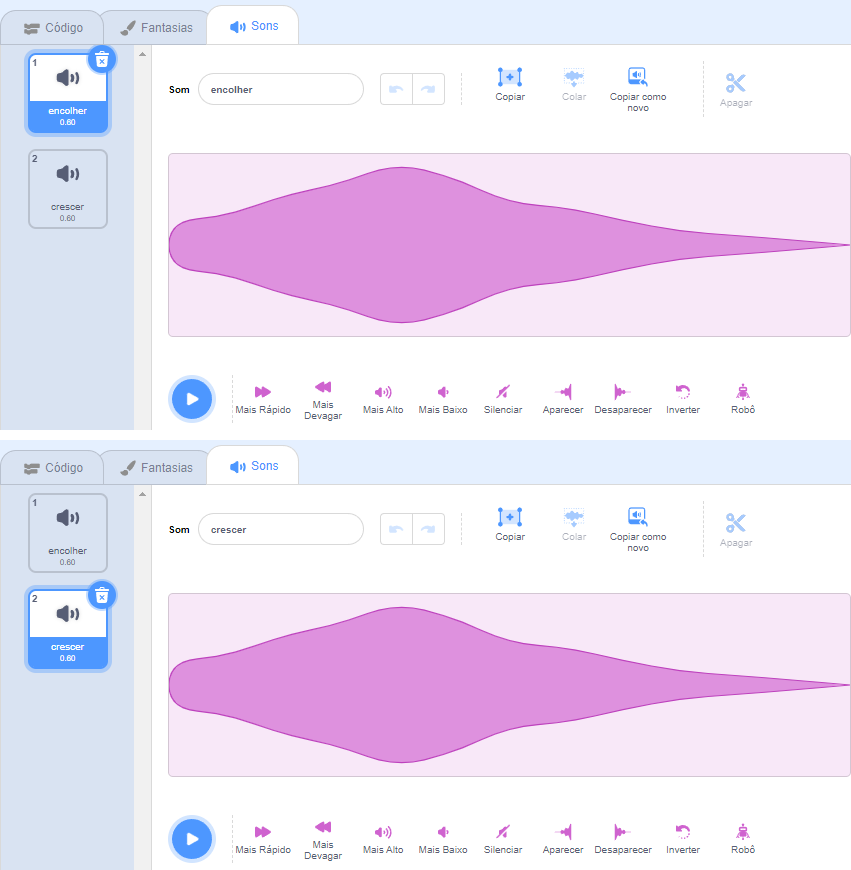 Código Fantasias Sons
1
encolher
0.60
2
crescer
0.60
Som encolher
Copiar Colar Copiar como novo Apagar
Mais Rápido Mais Devagar Mais Alto Mais Baixo Silenciar Aparecer Desaparecer Inverter Robô
Código Fantasias Sons
1
encolher
0.60
2
crescer
0.60
Som crescer
Copiar Colar Copiar como novo Apagar
Mais Rápido Mais Devagar Mais Alto Mais Baixo Silenciar Aparecer Desaparecer Inverter Robô